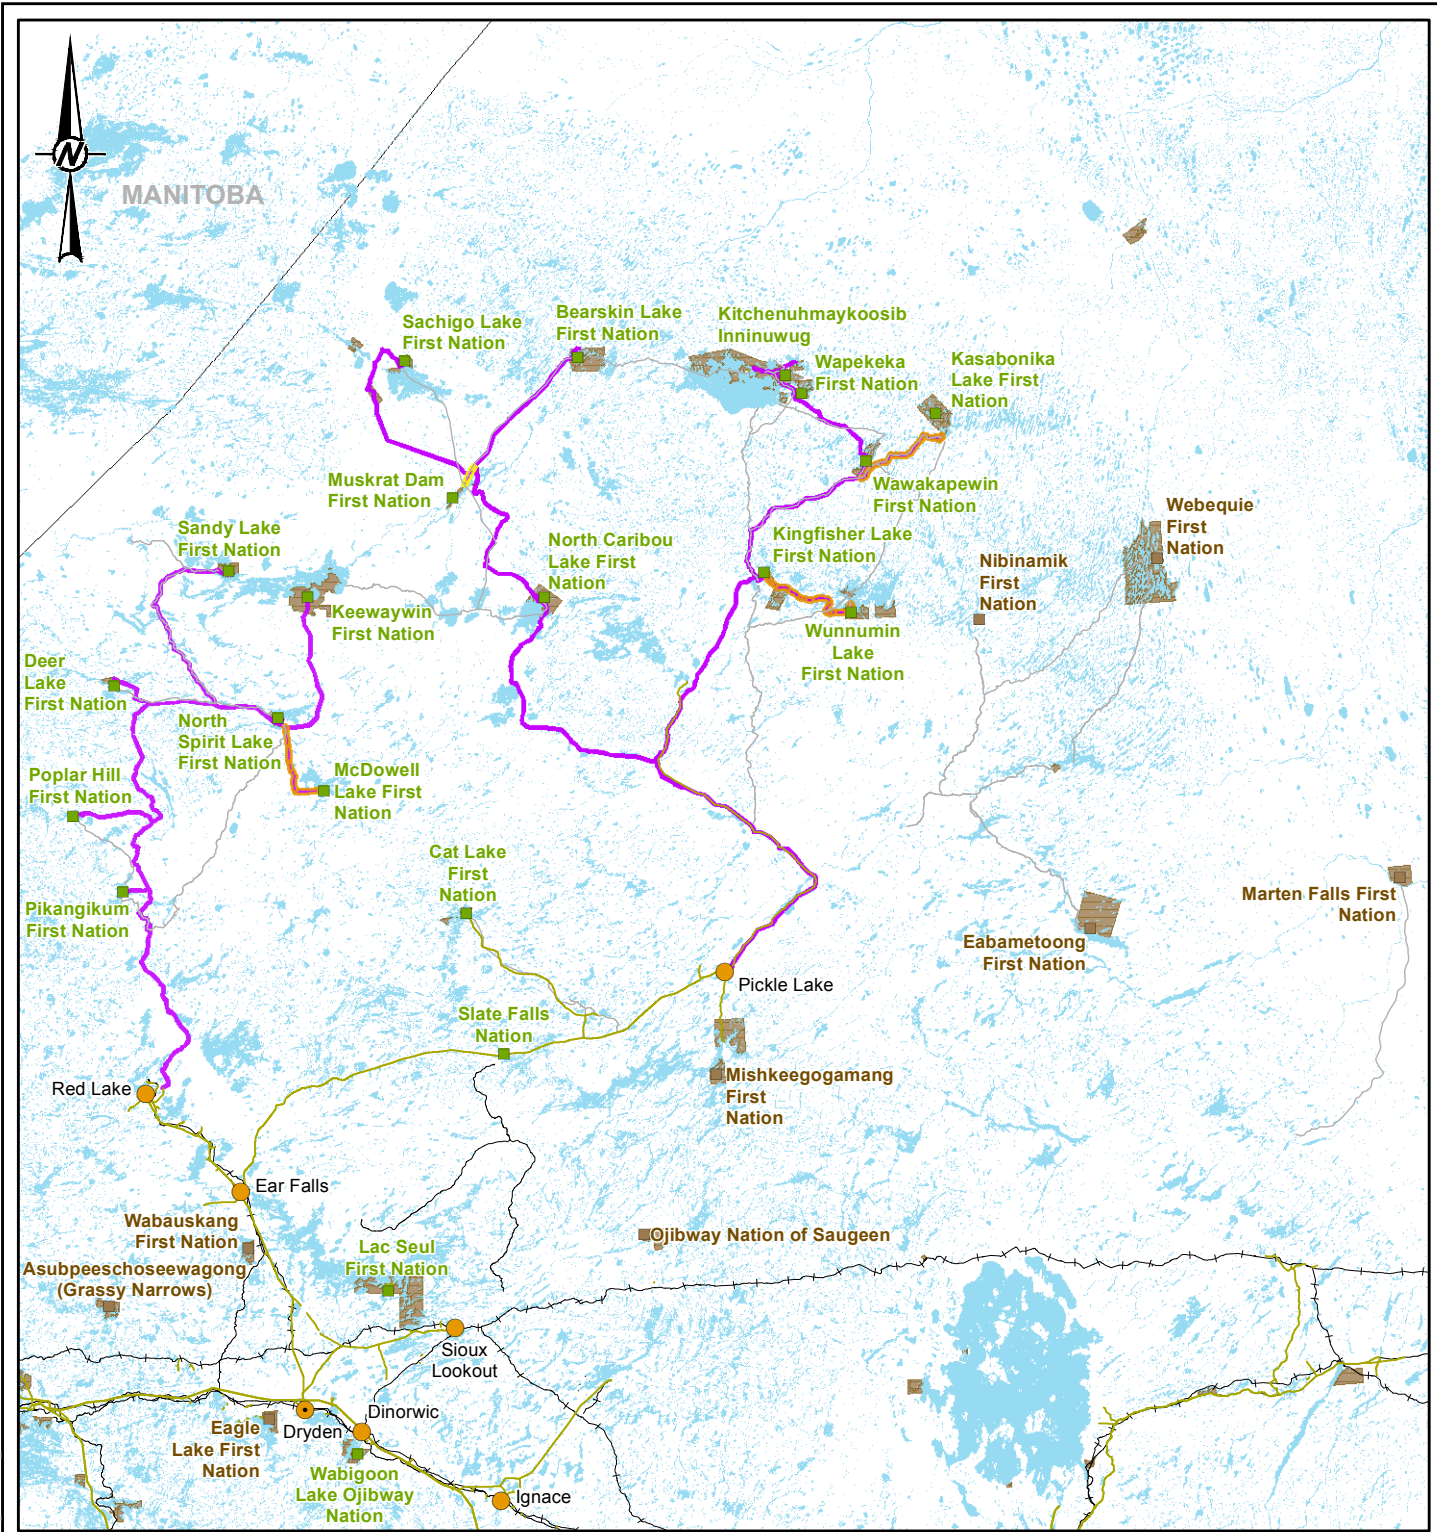 N
MANITOBA
Sachigo Lake
First Nation
Bearskin Lake
First Nation
Kitchenuhmaykoosib
Inninuwug
Wapekeka
First Nation
Kasabonika
Lake First
Nation
Muskrat Dam
First Nation
Wawakapewin
First Nation
Sandy Lake
First Nation
North Caribou
Lake First
Nation
Kingfisher Lake
First Nation
Webequie
First
Nation
Nibinamik
First
Nation
Keewaywin
First Nation
Wunnumin
Lake
First Nation
Deer
Lake
First Nation
North
Spirit Lake
First Nation
Poplar Hill
First Nation
McDowell
Lake First
Nation
Cat Lake
First
Nation
Pikangikum
First Nation
Marten Falls First
Nation
Eabametoong
First Nation
Pickle Lake
Slate Falls
Nation
Mishkeegogamang
First
Nation
Red Lake
Ear Falls
Wabauskang
First Nation
Asubpeeschoseewagong
(Grassy Narrows)
Lac Seul
First Nation
Ojibway Nation of Saugeen
Sioux
Lookout
Dinorwic
Dryden
Eagle
Lake First
Nation
Wabigoon
Lake Ojibway
Nation
Ignace